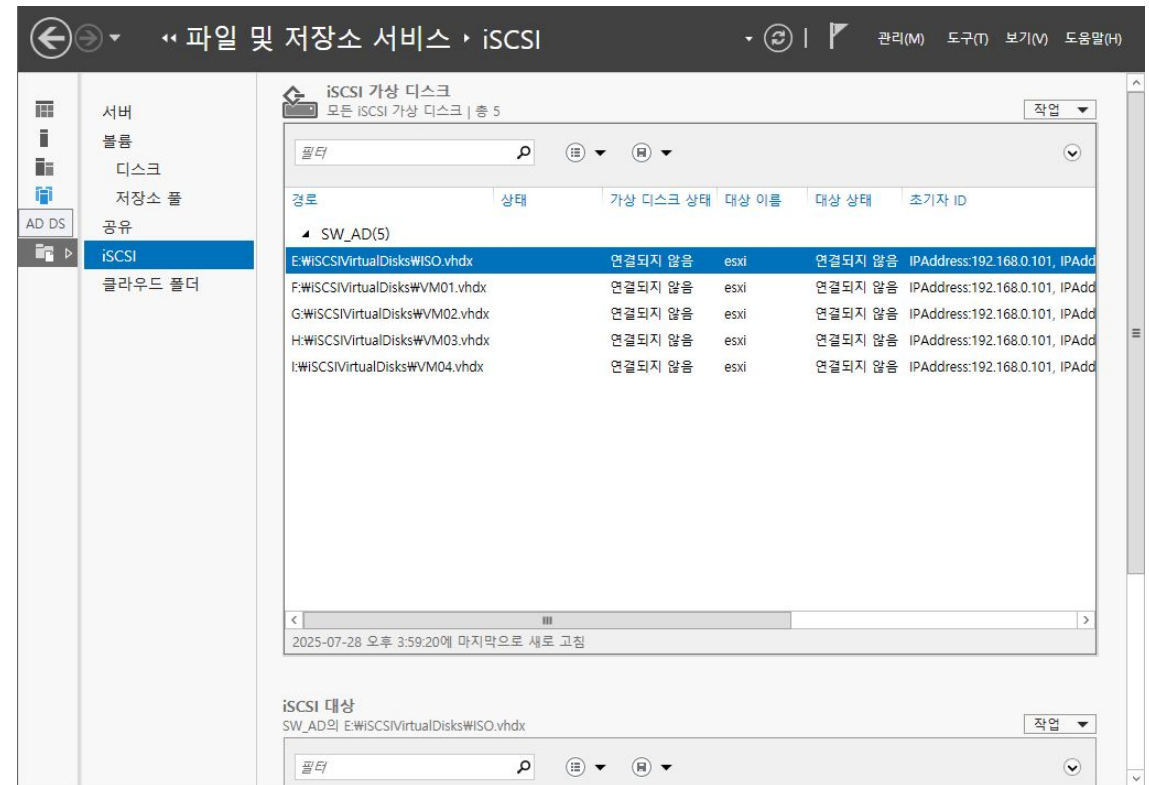 파일 및 저장소 서비스 iSCSI 관리(M) 도구(T) 보기(V) 도움말(H)
AD DS
서버
볼륨
디스크
저장소 풀
공유
iSCSI
클라우드 폴더
iSCSI 가상 디스크
모든 iSCSI 가상 디스크 | 총 5
작업
필터
경로 상태 가상 디스크 상태 대상 이름 대상 상태 초기자 ID
SW_AD(5)
E:₩iSCSIVirtualDisks₩ISO.vhdx 연결되지 않음 esxi 연결되지 않음 IPAddress:192.168.0.101, IPAdd
F:₩iSCSIVirtualDisks₩VM01.vhdx 연결되지 않음 esxi 연결되지 않음 IPAddress:192.168.0.101, IPAdd
G:₩iSCSIVirtualDisks₩VM02.vhdx 연결되지 않음 esxi 연결되지 않음 IPAddress:192.168.0.101, IPAdd
H:₩iSCSIVirtualDisks₩VM03.vhdx 연결되지 않음 esxi 연결되지 않음 IPAddress:192.168.0.101, IPAdd
I:₩iSCSIVirtualDisks₩VM04.vhdx 연결되지 않음 esxi 연결되지 않음 IPAddress:192.168.0.101, IPAdd
2025-07-28 오후 3:59:20에 마지막으로 새로 고침
iSCSI 대상
SW_AD의 E:₩iSCSIVirtualDisks₩ISO.vhdx
작업
필터